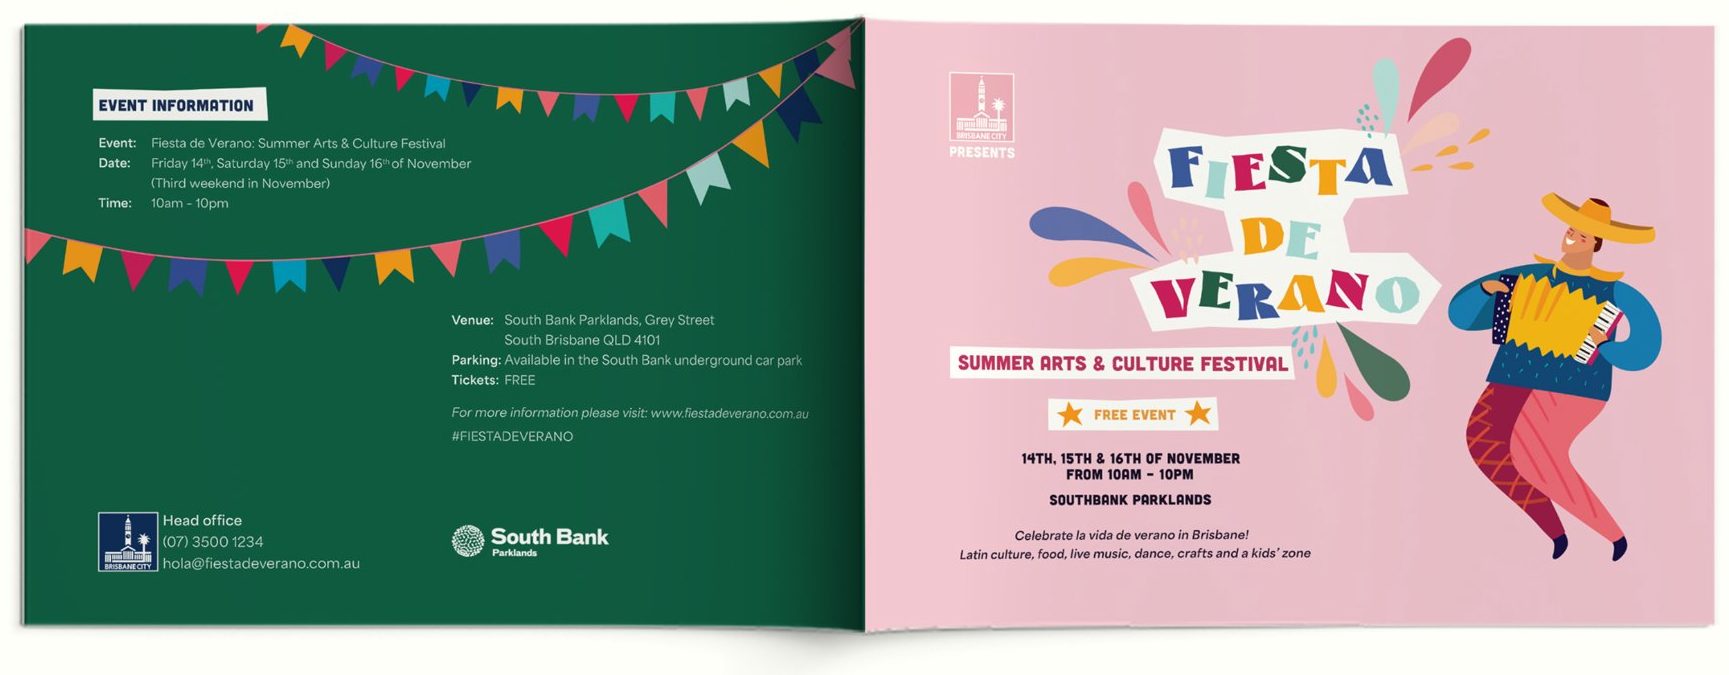 EVENT INFORMATION
Event: Fiesta de Verano: Summer Arts & Culture Festival
Date: Friday 14th, Saturday 15th and Sunday 16th of November
(Third weekend in November)
Time: 10am - 10pm
Venue: South Bank Parklands, Grey Street
South Brisbane QLD 4101
Parking: Available in the South Bank underground car park
Tickets: FREE
For more information please visit: www.fiestadeverano.com.au
#FIESTADEVERANO
BRISBANE CITY
Head office
(07) 3500 1234
hola@fiestadeverano.com.au
South Bank
Parklands
BRISBANE CITY
PRESENTS
FIESTA
DE
VERANO
SUMMER ARTS & CULTURE FESTIVAL
FREE EVENT
14TH, 15TH & 16TH OF NOVEMBER
FROM 10AM – 10PM
SOUTHBANK PARKLANDS
Celebrate la vida de verano in Brisbane!
Latin culture, food, live music, dance, crafts and a kids' zone